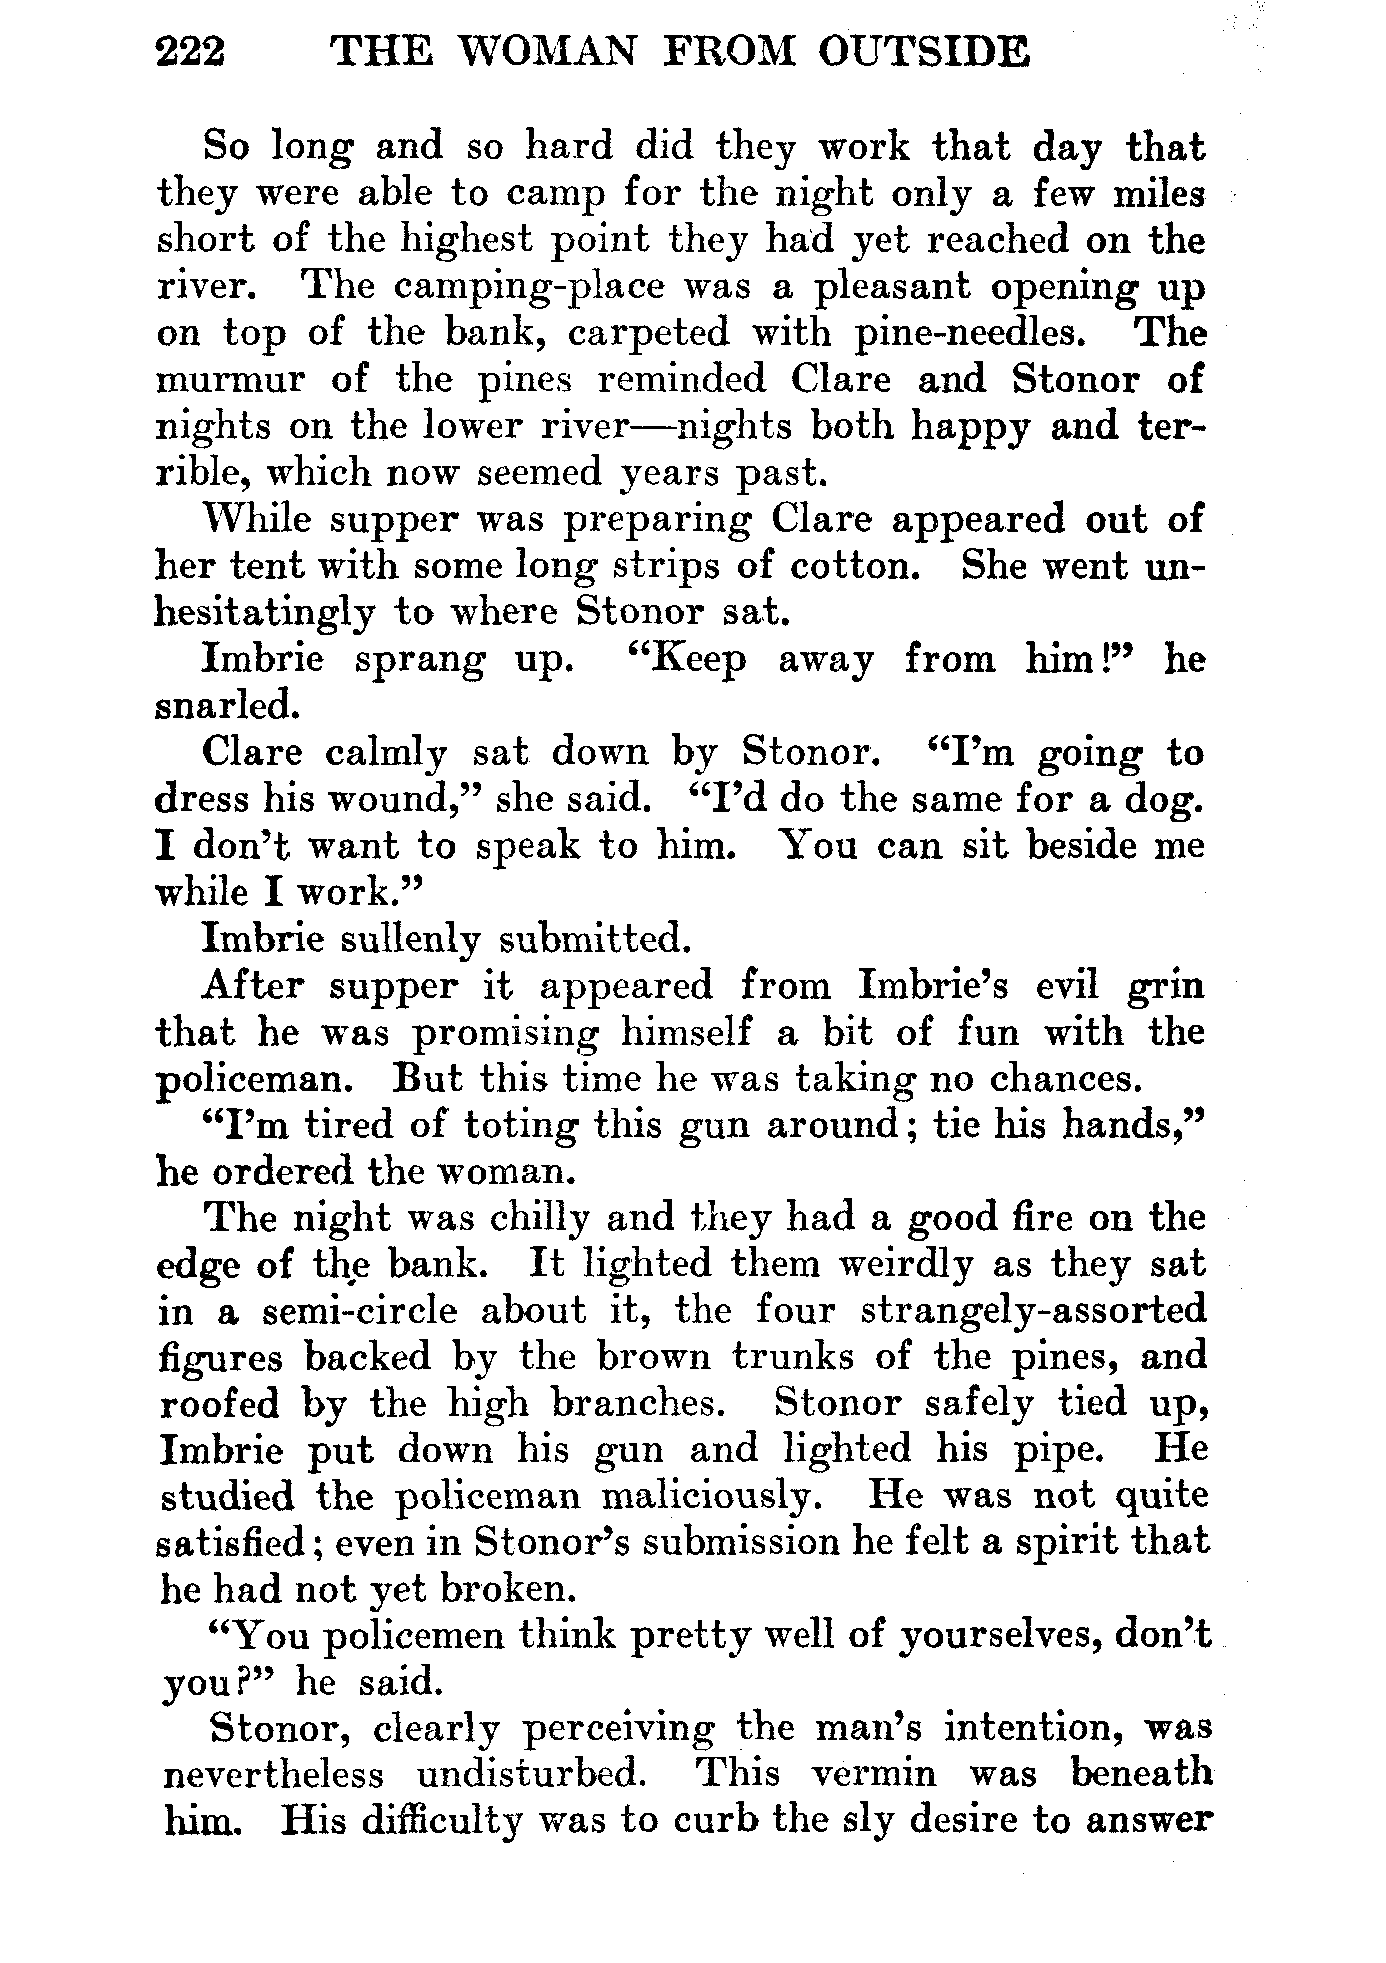 222 THE WOMAN FROM OUTSIDE
So long and so hard did they work that day that
they were able to camp for the night only a few miles
short of the highest point they had yet reached on the
river. The camping-place was a pleasant opening up
on top of the bank, carpeted with pine-needles. The
murmur of the pines reminded Clare and Stonor of
nights on the lower river—nights both happy and ter-
rible, which now seemed years past.
While supper was preparing Clare appeared out of
her tent with some long strips of cotton. She went un-
hesitatingly to where Stonor sat.
Imbrie sprang up. “Keep away from him!” he
snarled.
Clare calmly sat down by Stonor. “I’m going to
dress his wound,” she said. “I’d do the same for a dog.
I don’t want to speak to him. You can sit beside me
while I work.”
Imbrie sullenly submitted.
After supper it appeared from Imbrie’s evil grin
that he was promising himself a bit of fun with the
policeman. But this time he was taking no chances.
“I’m tired of toting this gun around; tie his hands,”
he ordered the woman.
The night was chilly and they had a good fire on the
edge of the bank. It lighted them weirdly as they sat
in a semi-circle about it, the four strangely-assorted
figures backed by the brown trunks of the pines, and
roofed by the high branches. Stonor safely tied up,
Imbrie put down his gun and lighted his pipe. He
studied the policeman maliciously. He was not quite
satisfied; even in Stonor’s submission he felt a spirit that
he had not yet broken.
“You policemen think pretty well of yourselves, don’t
you?” he said.
Stonor, clearly perceiving the man’s intention, was
nevertheless undisturbed. This vermin was beneath
him. His difficulty was to curb the sly desire to answer